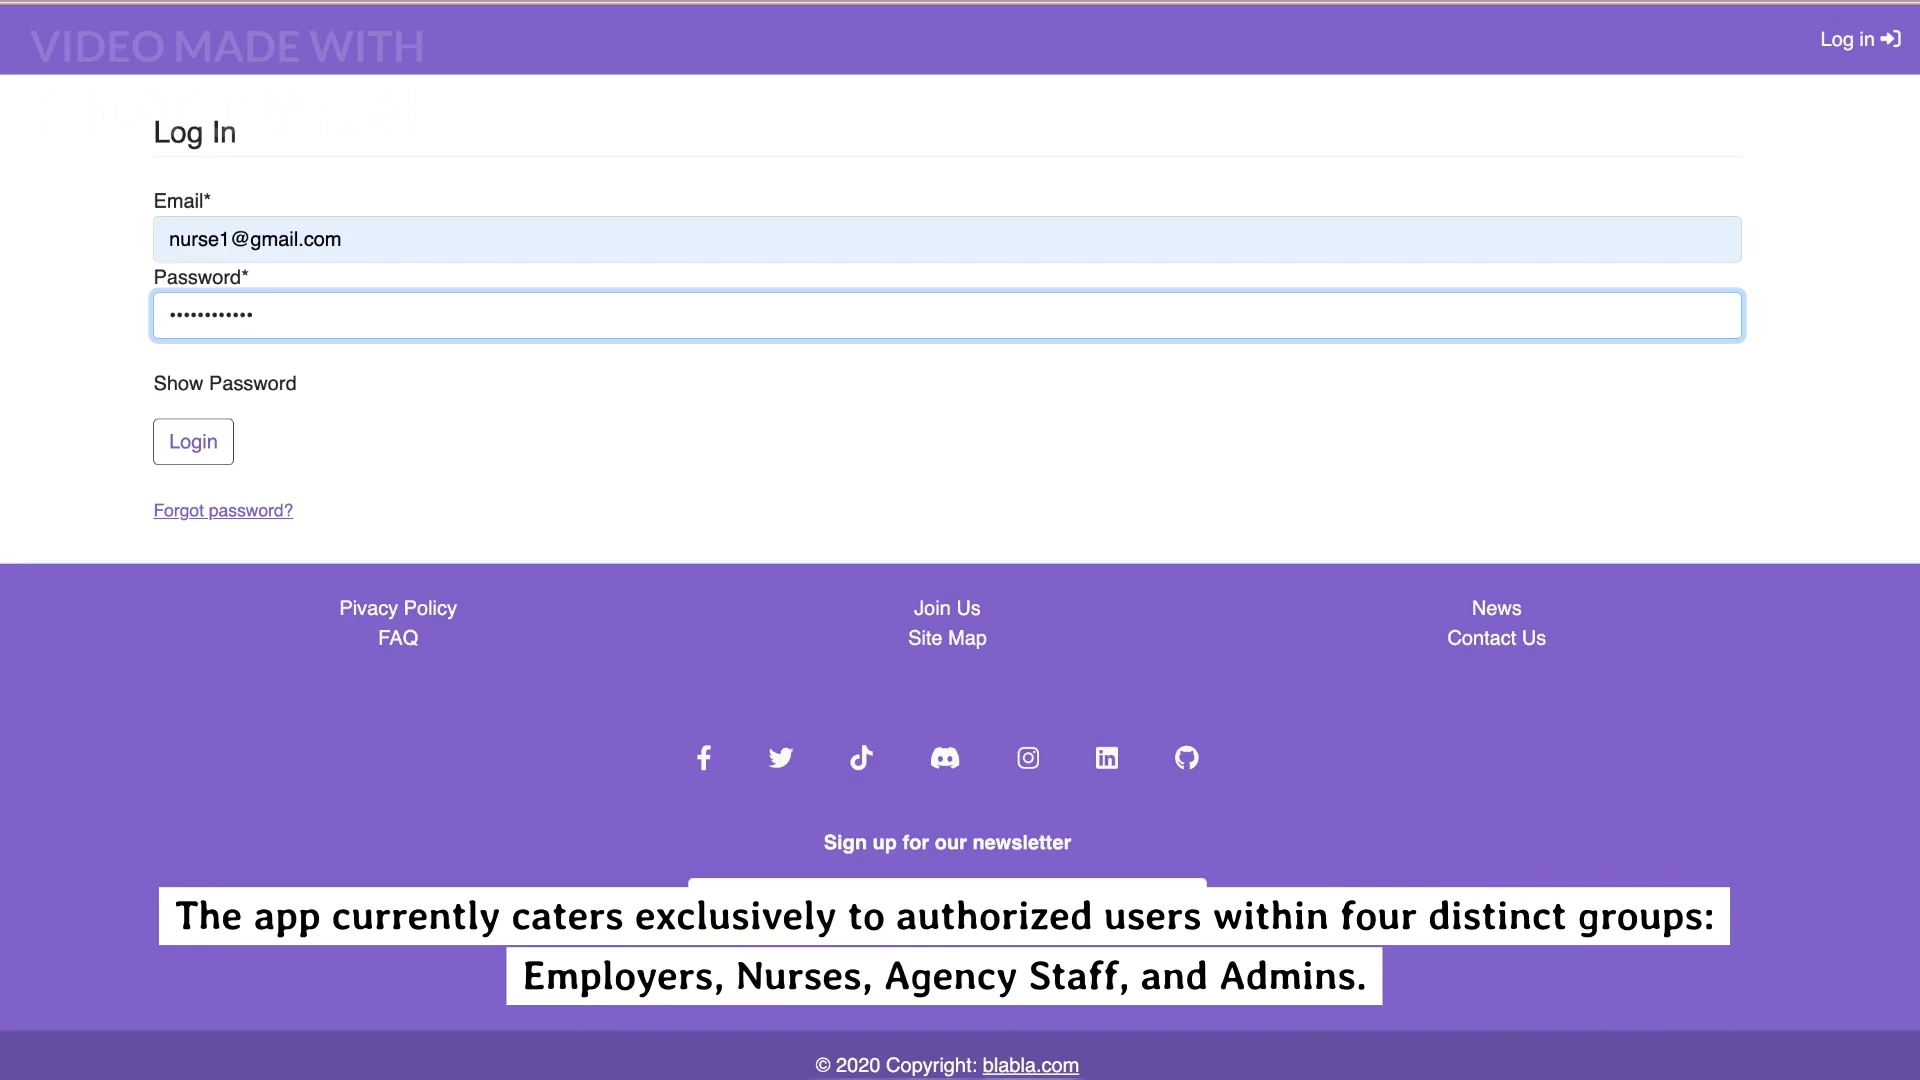 VIDEO MADE WITH
Log in
Log In
Email*
nurse1@gmail.com
Password*
••••••••••••
Show Password
Login
Forgot password?
Pivacy Policy
Join Us
News
FAQ
Site Map
Contact Us
Sign up for our newsletter
The app currently caters exclusively to authorized users within four distinct groups:
Employers, Nurses, Agency Staff, and Admins.
© 2020 Copyright: blabla.com